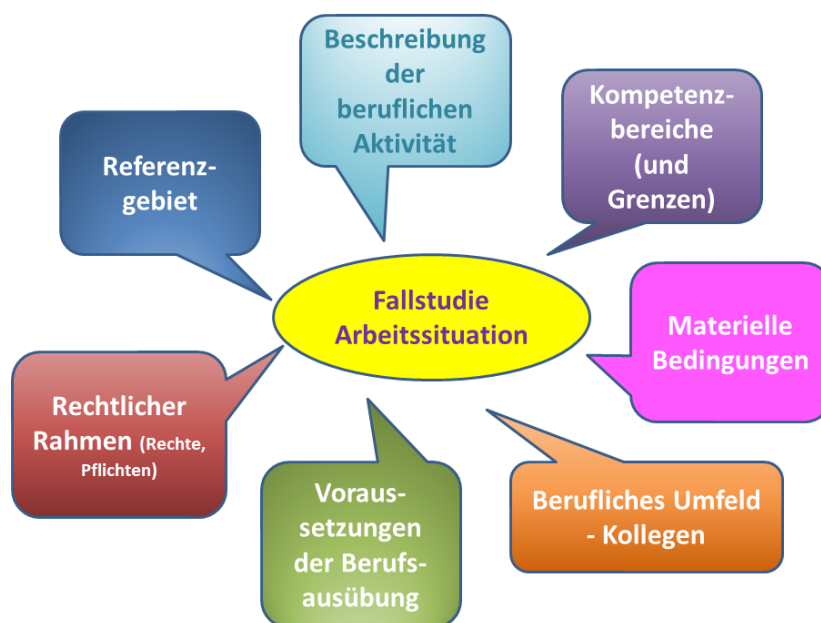 Beschreibung
der
beruflichen
Aktivität
Kompetenz-
bereiche
(und
Grenzen)
Referenz-
gebiet
Fallstudie
Arbeitssituation
Materielle
Bedingungen
Rechtlicher
Rahmen (Rechte,
Pflichten)
Voraus-
setzungen
der Berufs-
ausübung
Berufliches Umfeld
- Kollegen